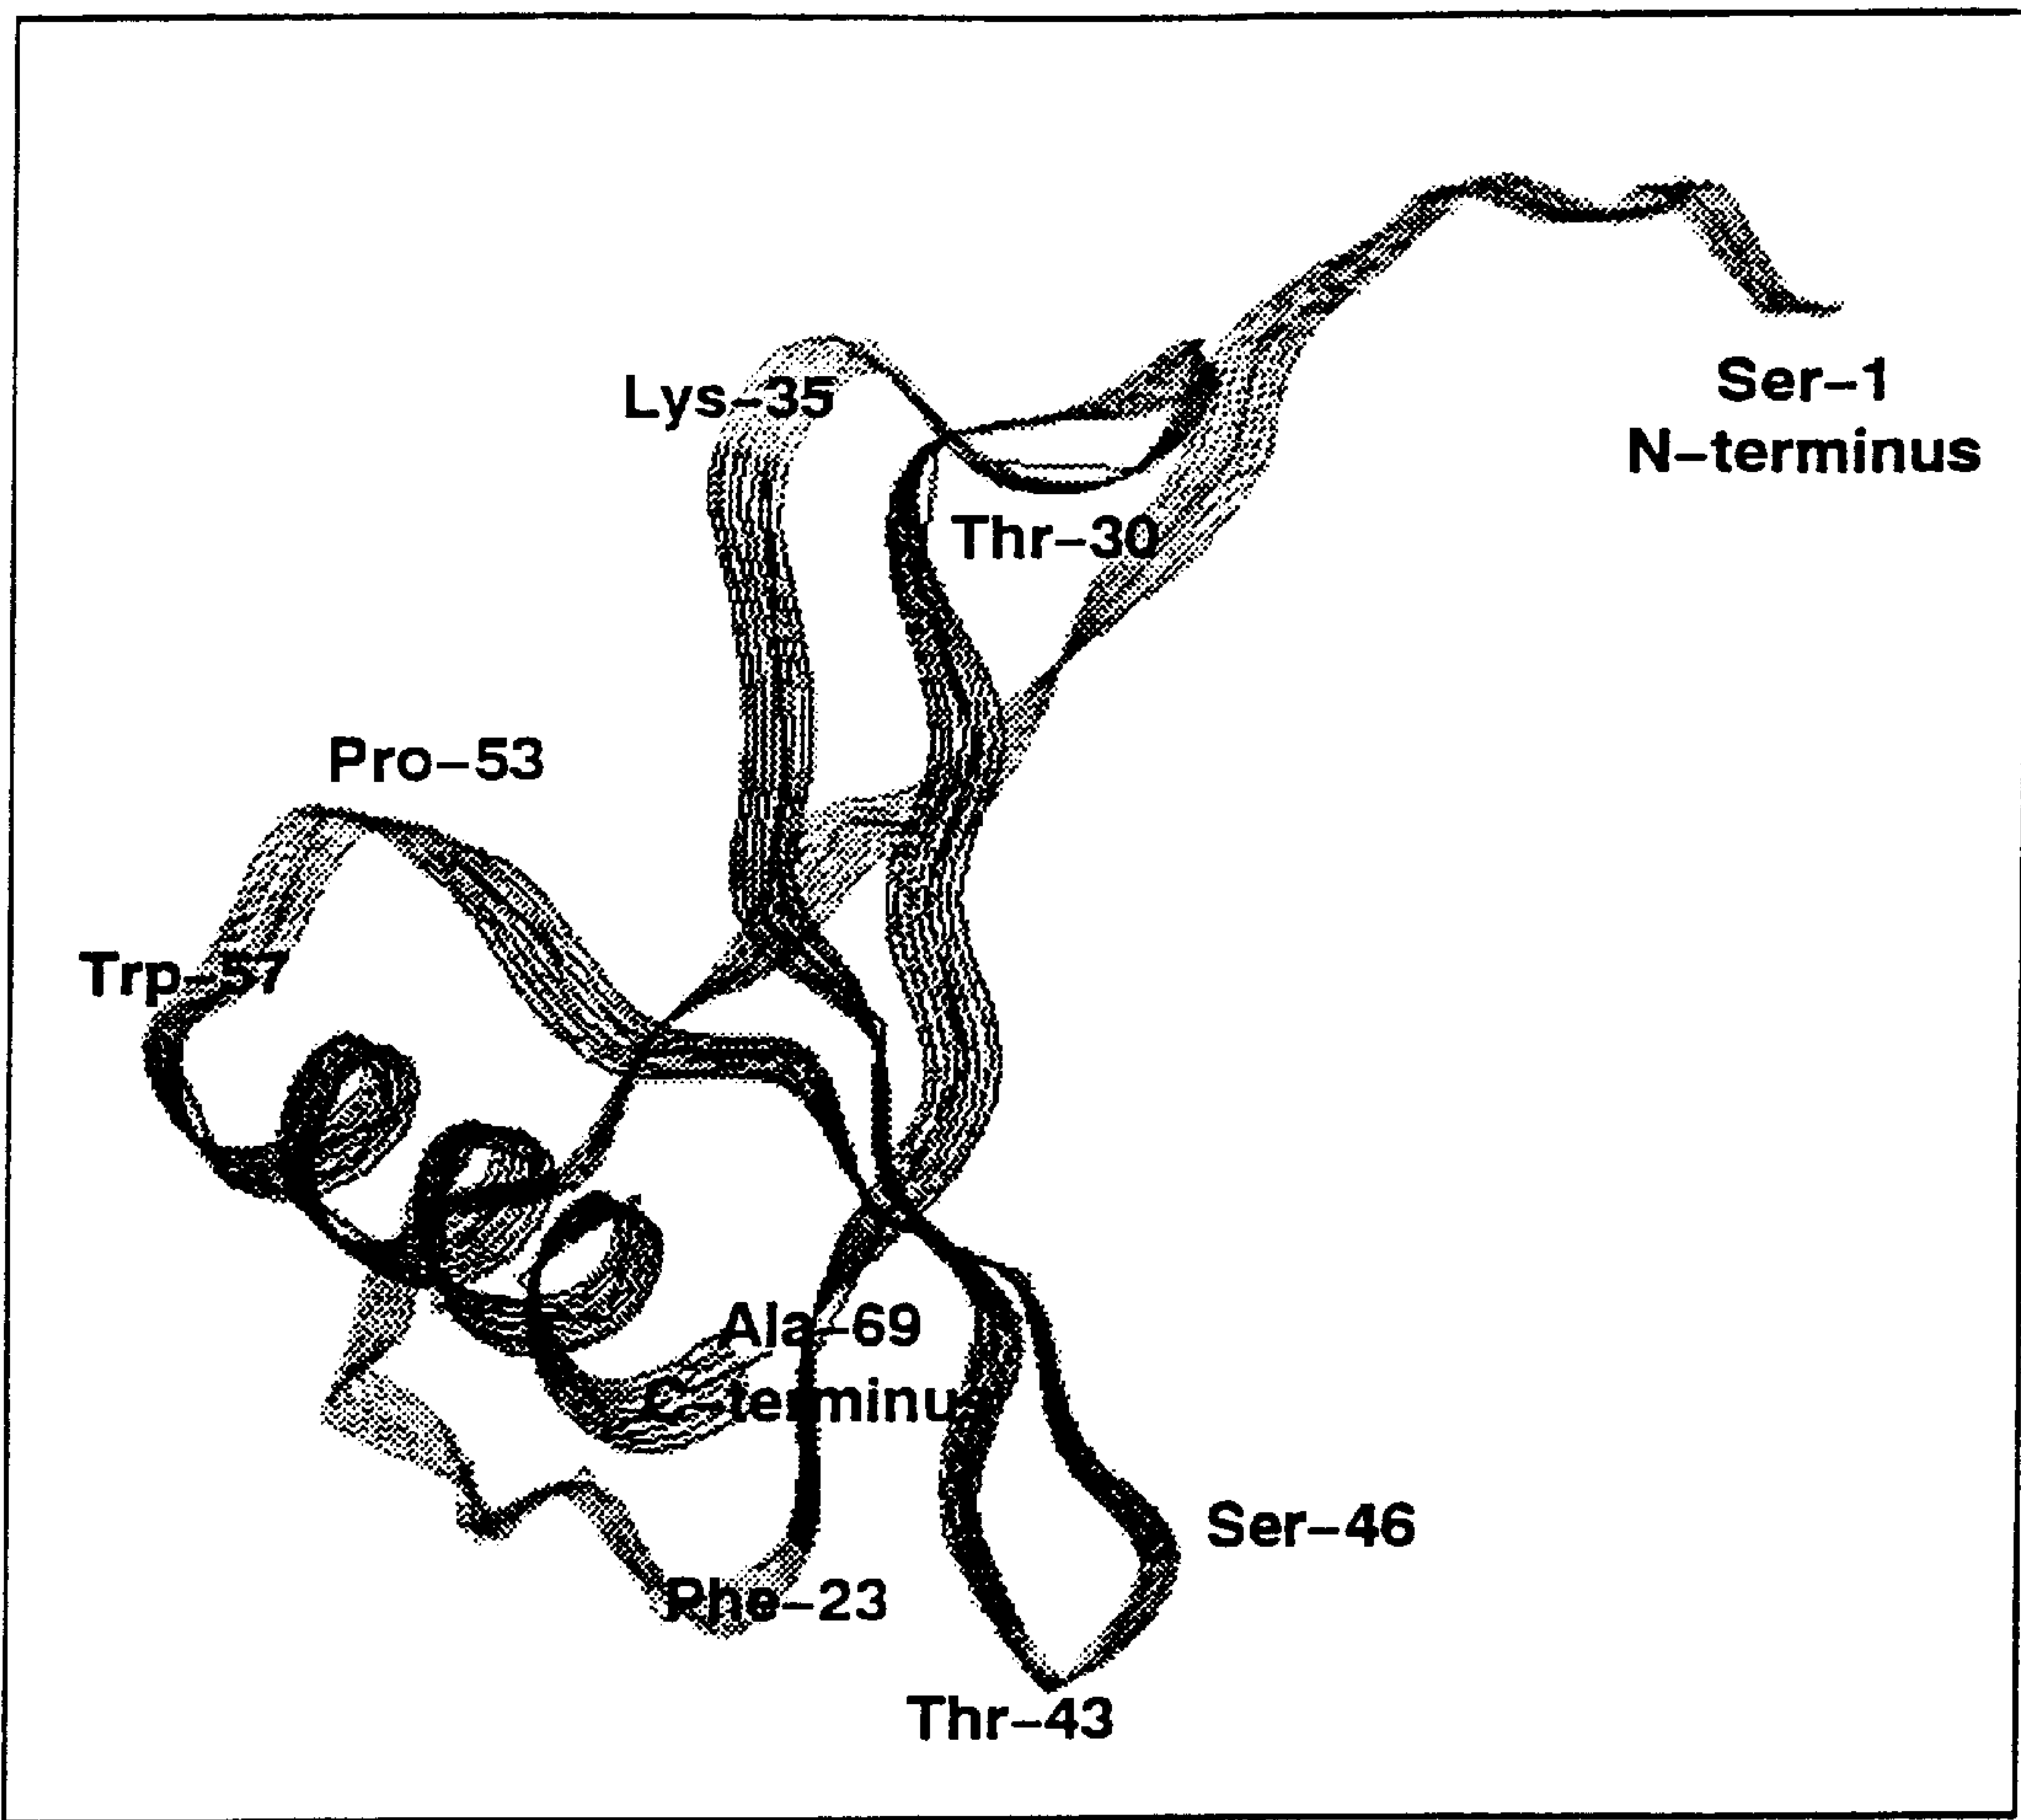 Ser-1
N-terminus
Lys-35
Thr-30
Pro-53
Trp-57
Ala-69
C-terminus
Ser-46
Phe-23
Thr-43